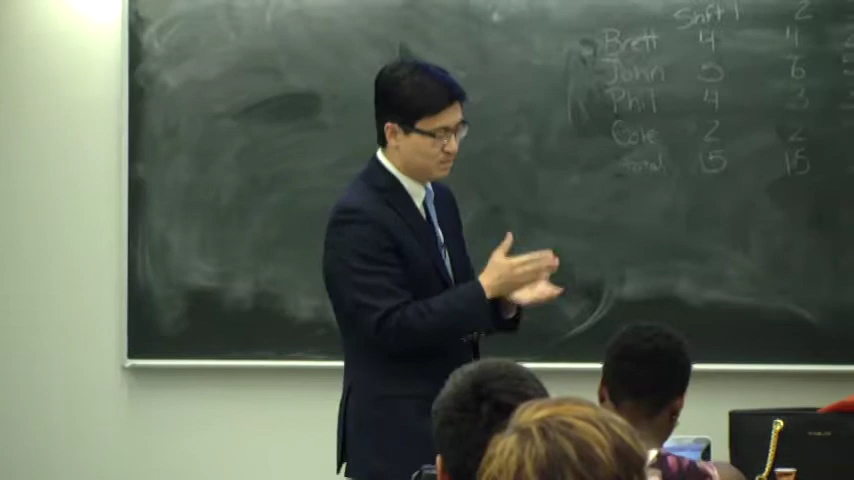 Shift 1 2
Brett 4 4
John 5 6
Phil 4 3
Cole 2 2
total 15 15